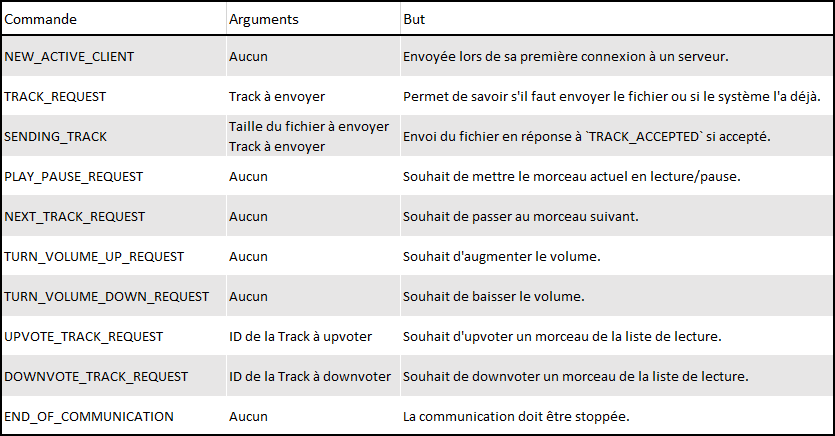 Commande Arguments But
NEW_ACTIVE_CLIENT Aucun Envoyée lors de sa première connexion à un serveur.
TRACK_REQUEST Track à envoyer Permet de savoir s'il faut envoyer le fichier ou si le système l'a déjà.
SENDING_TRACK Taille du fichier à envoyer Envoi du fichier en réponse à `TRACK_ACCEPTED` si accepté.
Track à envoyer
PLAY_PAUSE_REQUEST Aucun Souhait de mettre le morceau actuel en lecture/pause.
NEXT_TRACK_REQUEST Aucun Souhait de passer au morceau suivant.
TURN_VOLUME_UP_REQUEST Aucun Souhait d'augmenter le volume.
TURN_VOLUME_DOWN_REQUEST Aucun Souhait de baisser le volume.
UPVOTE_TRACK_REQUEST ID de la Track à upvoter Souhait d'upvoter un morceau de la liste de lecture.
DOWNVOTE_TRACK_REQUEST ID de la Track à downvoter Souhait de downvoter un morceau de la liste de lecture.
END_OF_COMMUNICATION Aucun La communication doit être stoppée.